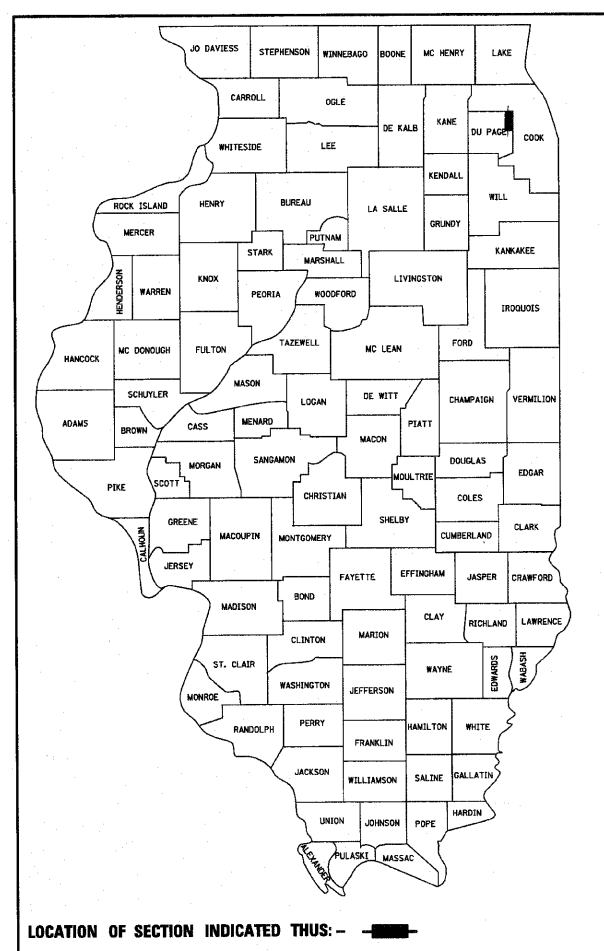 JO DAVIESS STEPHENSON WINNEBAGO BOONE MC HENRY LAKE
CARROLL OGLE
DE KALB KANE DU PAGE COOK
WHITESIDE LEE
KENDALL
ROCK ISLAND HENRY BUREAU LA SALLE GRUNDY WILL
MERCER PUTNAM
STARK MARSHALL KANKAKEE
HENDERSON WARREN KNOX PEORIA WOODFORD LIVINGSTON IROQUOIS
HANCOCK MC DONOUGH FULTON TAZEWELL MC LEAN FORD
SCHUYLER MASON LOGAN DE WITT CHAMPAIGN VERMILION
ADAMS BROWN CASS MENARD MACON PIATT
PIKE SCOTT MORGAN SANGAMON MOULTRIE DOUGLAS EDGAR
CHRISTIAN COLES
CALHOUN GREENE MACOUPIN MONTGOMERY SHELBY CUMBERLAND CLARK
JERSEY FAYETTE EFFINGHAM JASPER CRAWFORD
MADISON BOND
CLAY RICHLAND LAWRENCE
CLINTON MARION
ST. CLAIR WAYNE EDWARDS WABASH
MONROE WASHINGTON JEFFERSON
RANDOLPH PERRY HAMILTON WHITE
FRANKLIN
JACKSON WILLIAMSON SALINE GALLATIN
UNION JOHNSON POPE HARDIN
ALEXANDER PULASKI MASSAC
LOCATION OF SECTION INDICATED THUS: -